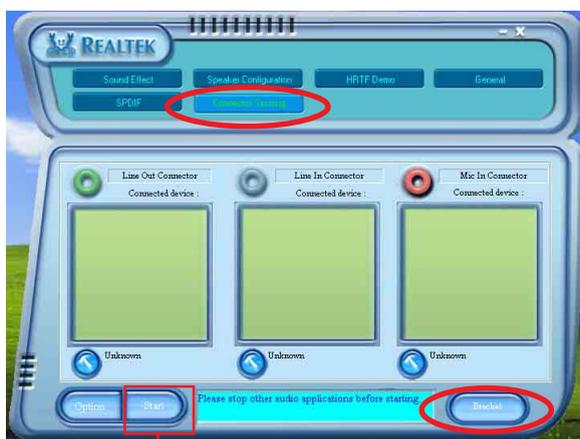 REALTEK
Sound Effect
Speaker Configuration
HRTF Demo
General
SPDIF
Connector Sensing
Line Out Connector
Connected device :
Line In Connector
Connected device :
Mic In Connector
Connected device :
Unknown
Unknown
Unknown
Option
Start
Please stop other audio applications before starting.
Bracket